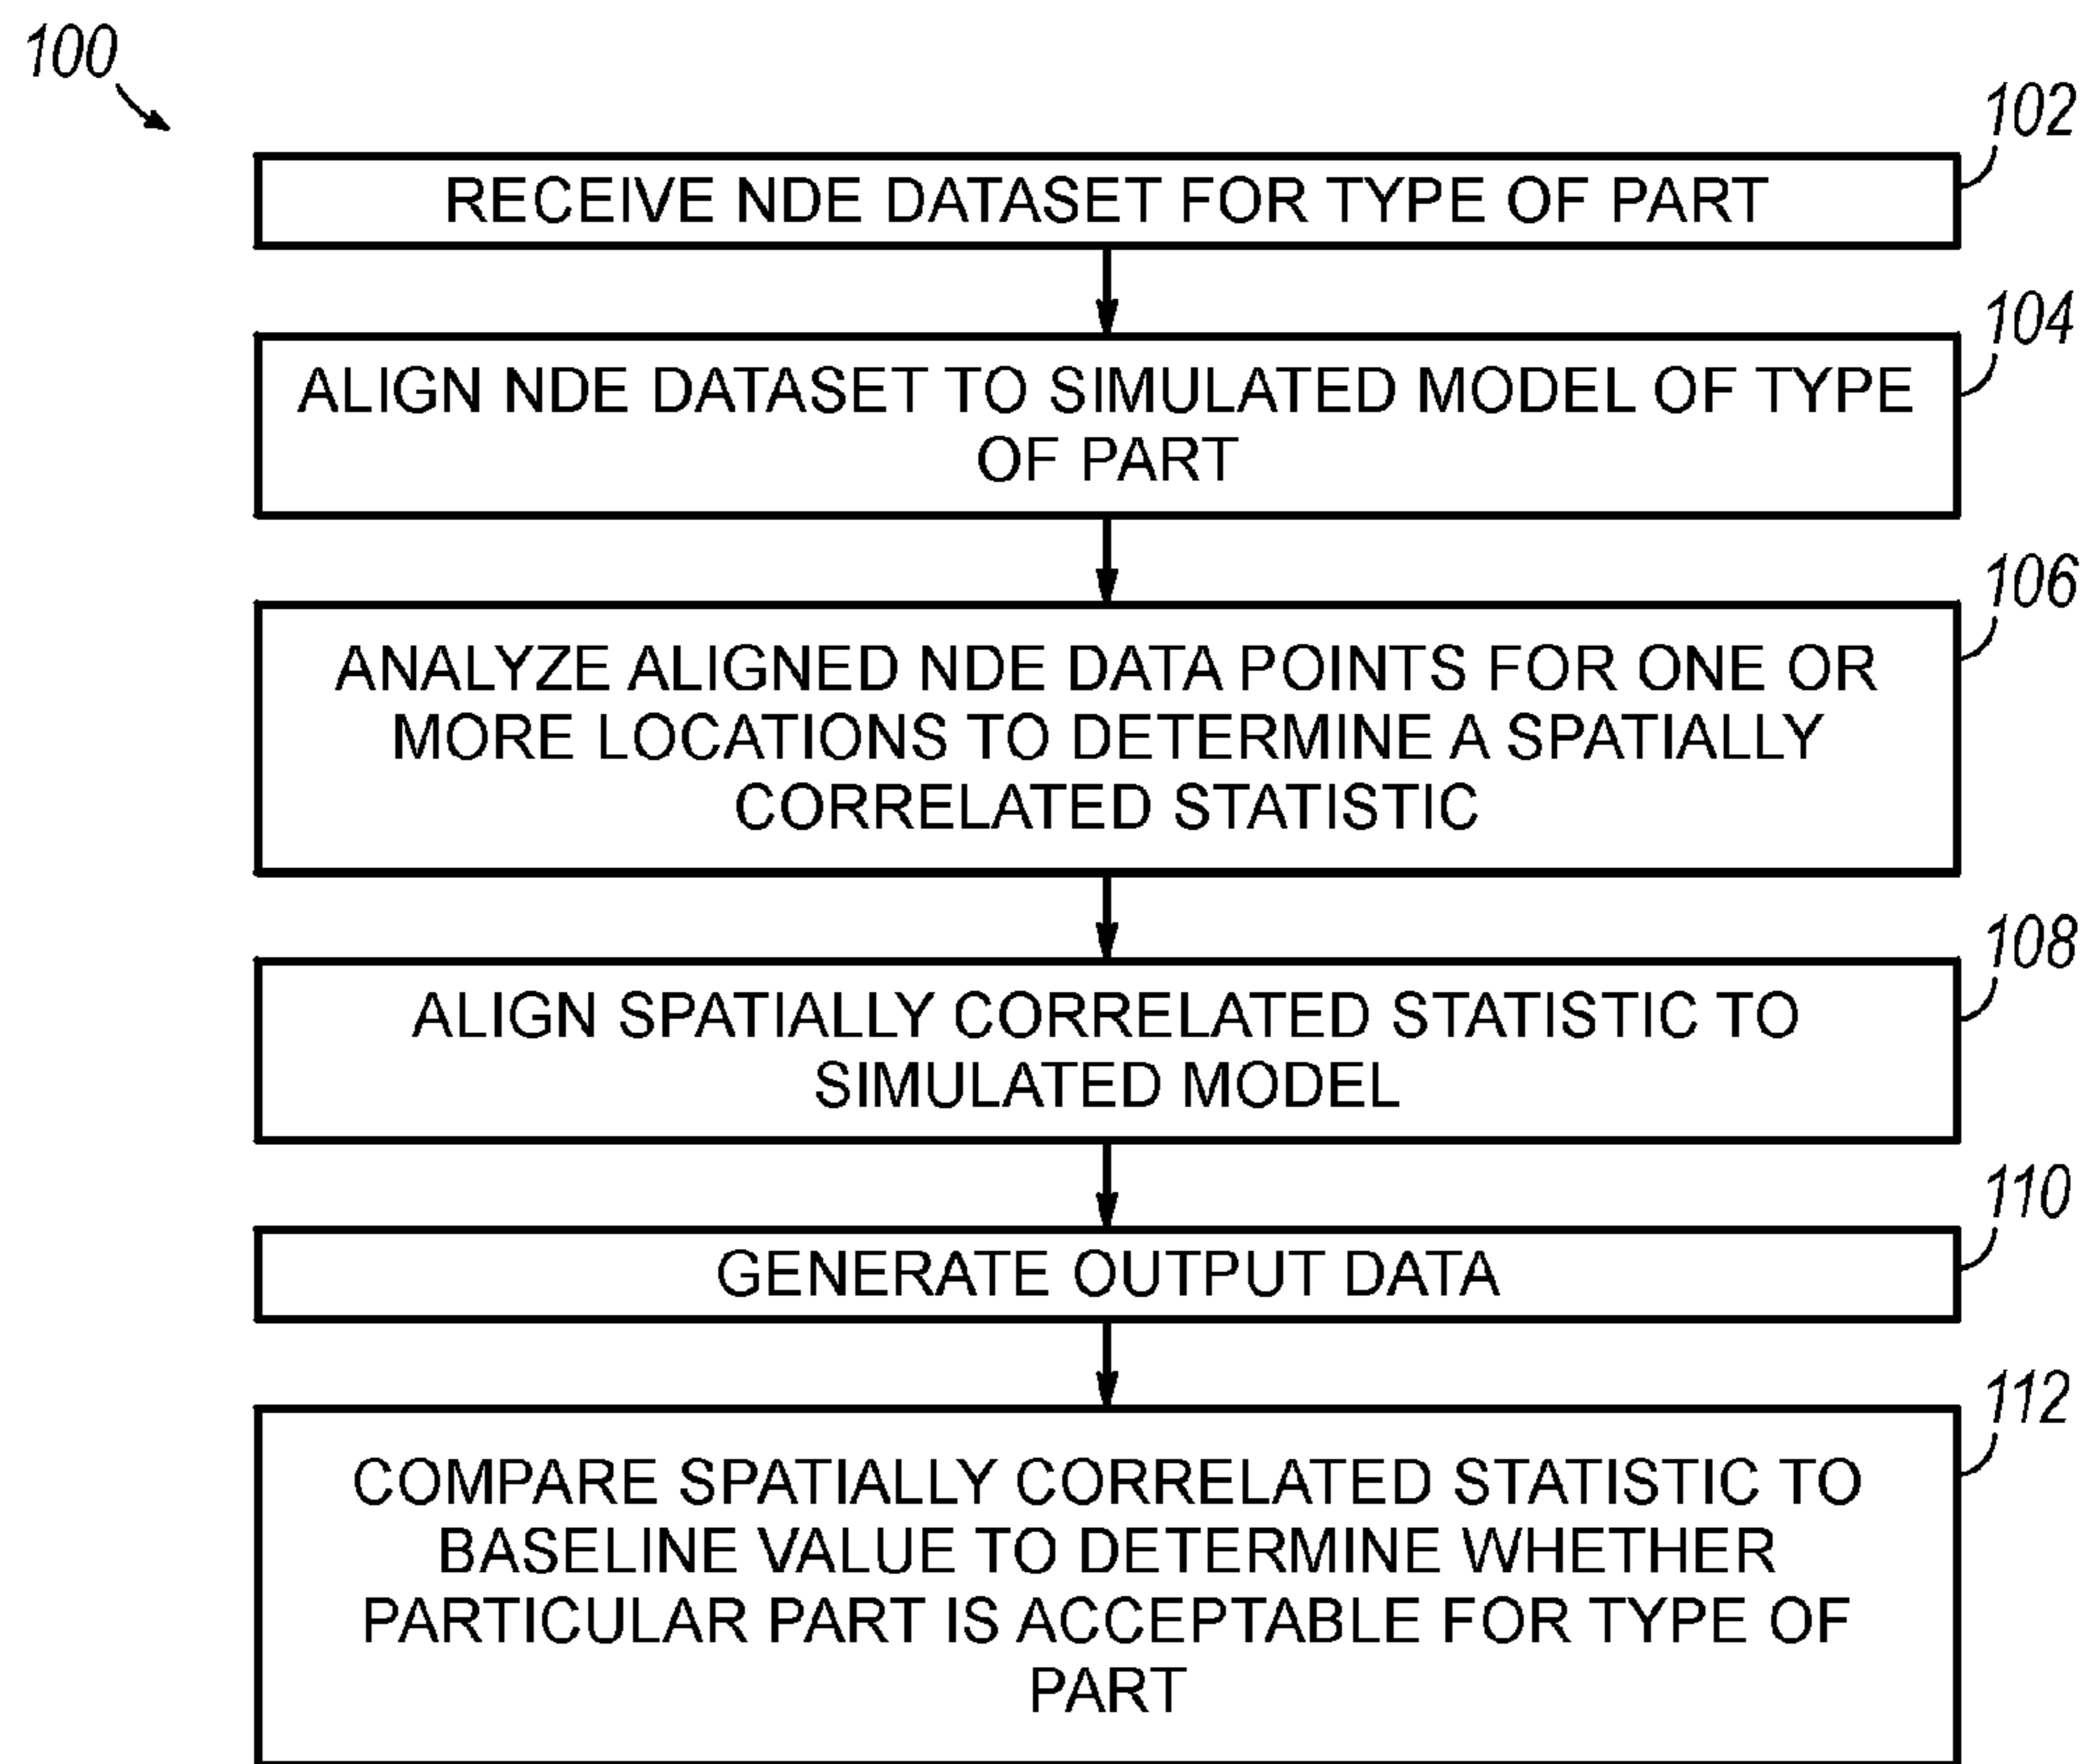 100
102
RECEIVE NDE DATASET FOR TYPE OF PART
104
ALIGN NDE DATASET TO SIMULATED MODEL OF TYPE
OF PART
106
ANALYZE ALIGNED NDE DATA POINTS FOR ONE OR
MORE LOCATIONS TO DETERMINE A SPATIALLY
CORRELATED STATISTIC
108
ALIGN SPATIALLY CORRELATED STATISTIC TO
SIMULATED MODEL
110
GENERATE OUTPUT DATA
112
COMPARE SPATIALLY CORRELATED STATISTIC TO
BASELINE VALUE TO DETERMINE WHETHER
PARTICULAR PART IS ACCEPTABLE FOR TYPE OF
PART